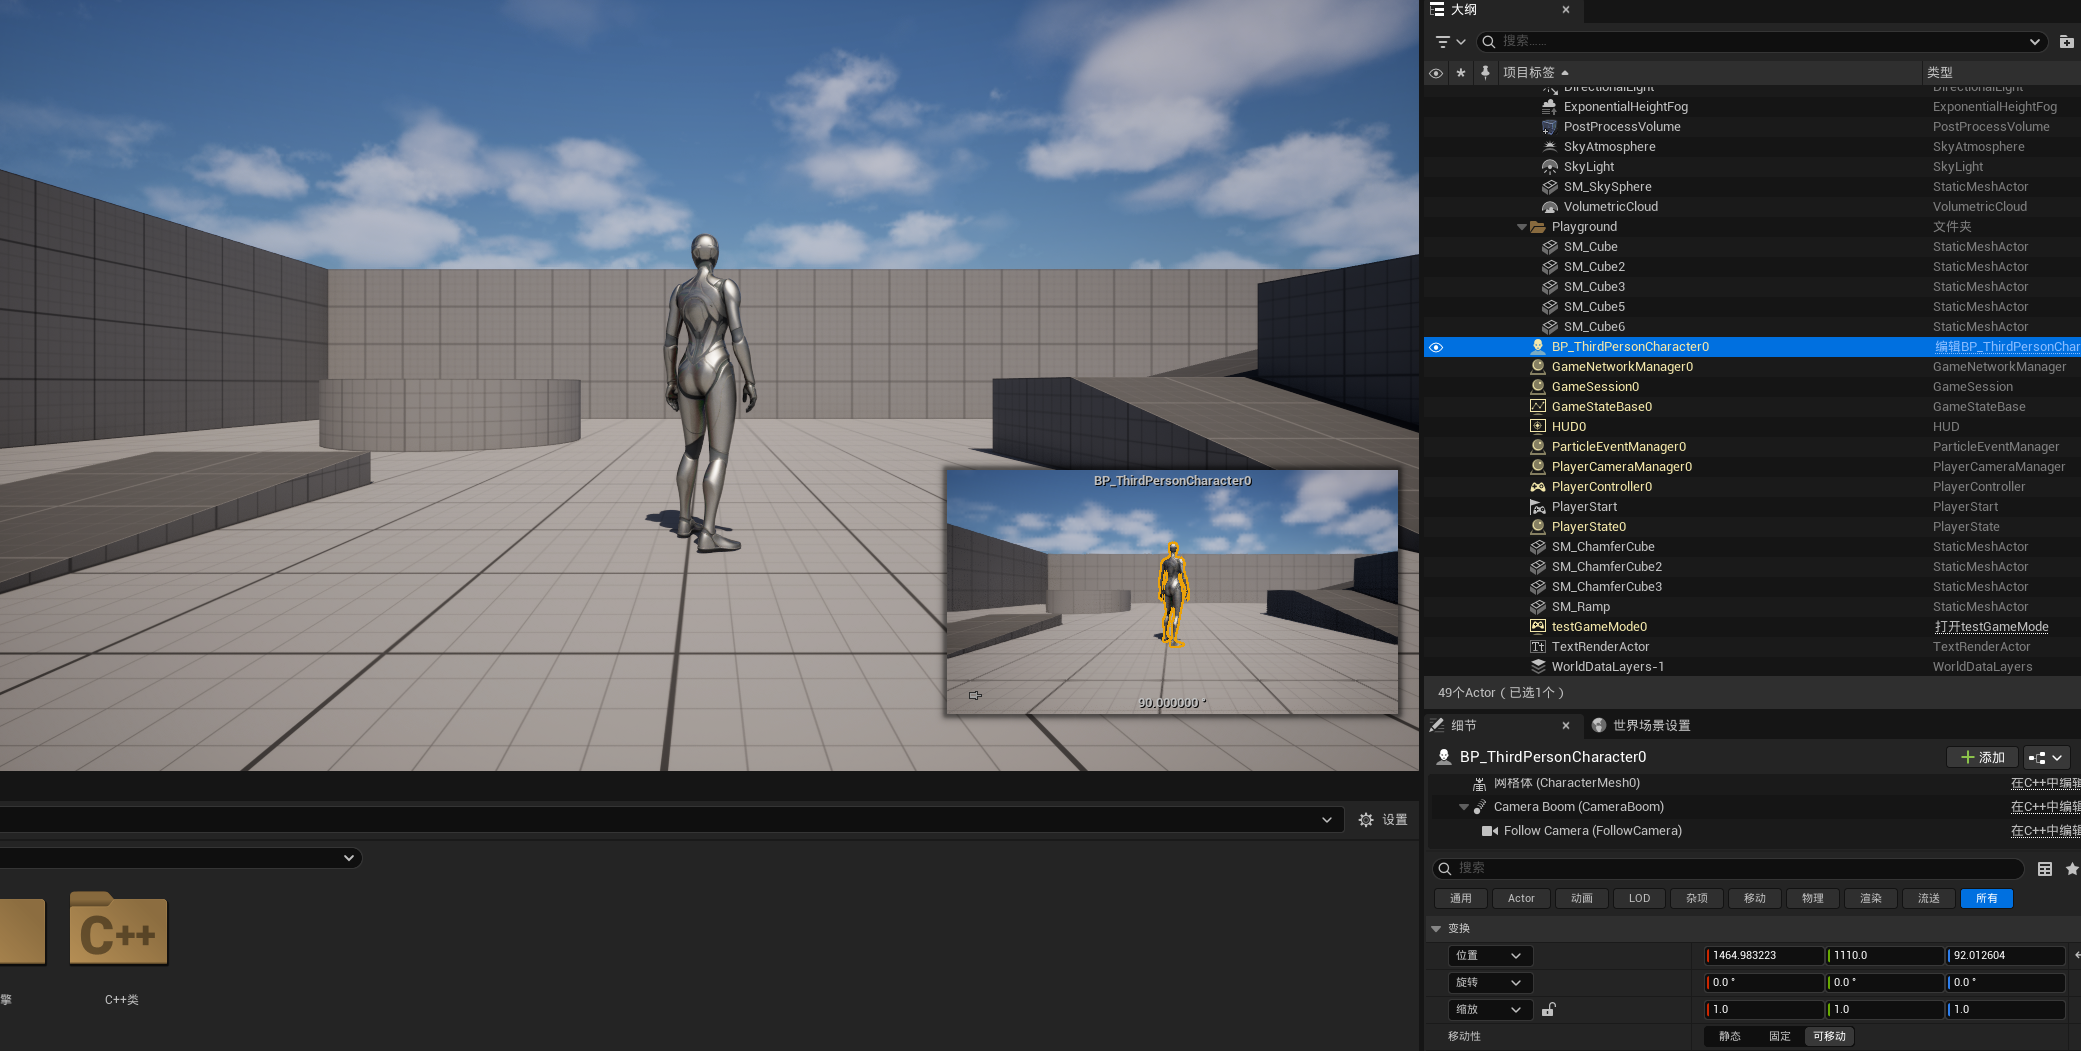 大纲
搜索......
项目标签 类型
DirectionalLight DirectionalLight
ExponentialHeightFog ExponentialHeightFog
PostProcessVolume PostProcessVolume
SkyAtmosphere SkyAtmosphere
SkyLight SkyLight
SM_SkySphere StaticMeshActor
VolumetricCloud VolumetricCloud
Playground 文件夹
SM_Cube StaticMeshActor
SM_Cube2 StaticMeshActor
SM_Cube3 StaticMeshActor
SM_Cube5 StaticMeshActor
SM_Cube6 StaticMeshActor
BP_ThirdPersonCharacter0 编辑BP_ThirdPersonChar
GameNetworkManager0 GameNetworkManager
GameSession0 GameSession
GameStateBase0 GameStateBase
HUD0 HUD
ParticleEventManager0 ParticleEventManager
PlayerCameraManager0 PlayerCameraManager
PlayerController0 PlayerController
PlayerStart PlayerStart
PlayerState0 PlayerState
SM_ChamferCube StaticMeshActor
SM_ChamferCube2 StaticMeshActor
SM_ChamferCube3 StaticMeshActor
SM_Ramp StaticMeshActor
testGameMode0 打开testGameMode
TextRenderActor TextRenderActor
WorldDataLayers-1 WorldDataLayers
49个Actor（已选1个）
BP_ThirdPersonCharacter0
90.000000 °
细节 世界场景设置
BP_ThirdPersonCharacter0 添加
网格体 (CharacterMesh0) 在C++中编辑
Camera Boom (CameraBoom) 在C++中编辑
Follow Camera (FollowCamera) 在C++中编辑
搜索
通用 Actor 动画 LOD 杂项 移动 物理 渲染 流送 所有
变换
位置 1464.983223 1110.0 92.012604
旋转 0.0 ° 0.0 ° 0.0 °
缩放 1.0 1.0 1.0
移动性 静态 固定 可移动
设置
C++
擎 C++类